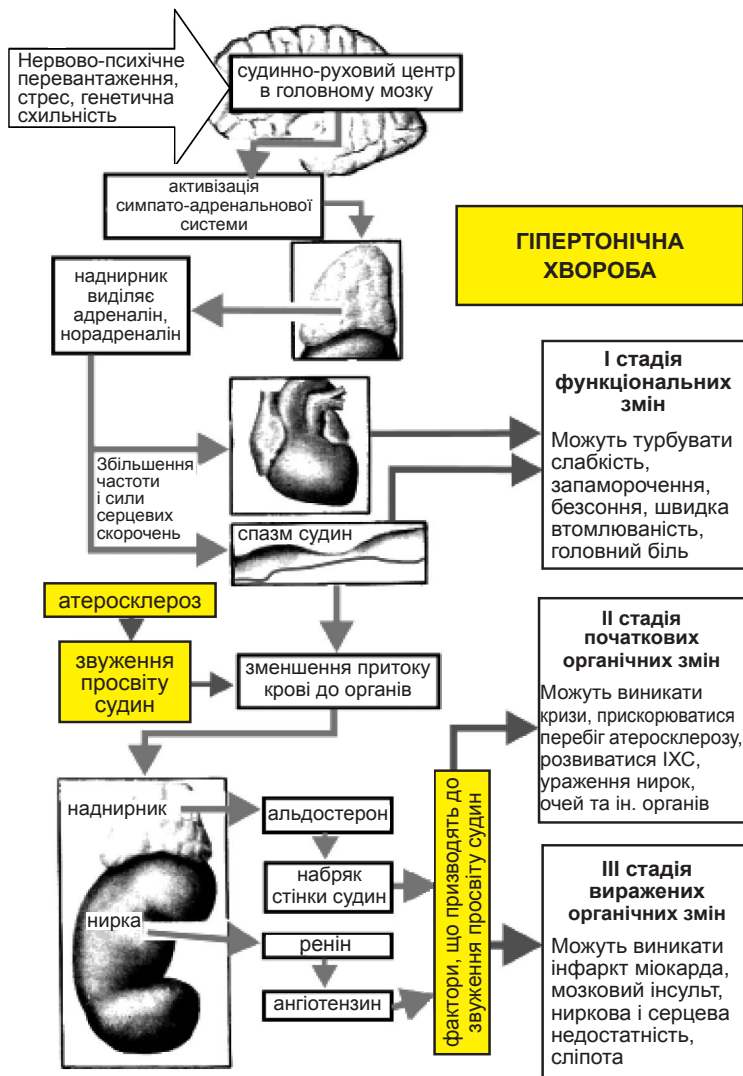 Нервово-психічне
перевантаження,
стрес, генетична
схильність
судинно-руховий центр
в головному мозку
активізація
симпато-адренальнової
системи
ГІПЕРТОНІЧНА
ХВОРОБА
наднирник
виділяє
адреналін,
норадреналін
І стадія
функціональних
змін
Можуть турбувати
слабкість,
запаморочення,
безсоння, швидка
втомлюваність,
головний біль
Збільшення
частоти
і сили
серцевих
скорочень
спазм судин
атеросклероз
звуження
просвіту
судин
зменшення притоку
крові до органів
ІІ стадія
початкових
органічних змін
Можуть виникати
кризи, прискорюватися
перебіг атеросклерозу,
розвиватися ІХС,
ураження нирок,
очей та ін. органів
наднирник
альдостерон
набряк
стінки судин
нирка
ренін
ангіотензин
фактори, що призводять до
звуження просвіту судин
ІІІ стадія
виражених
органічних змін
Можуть виникати
інфаркт міокарда,
мозковий інсульт,
ниркова і серцева
недостатність,
сліпота